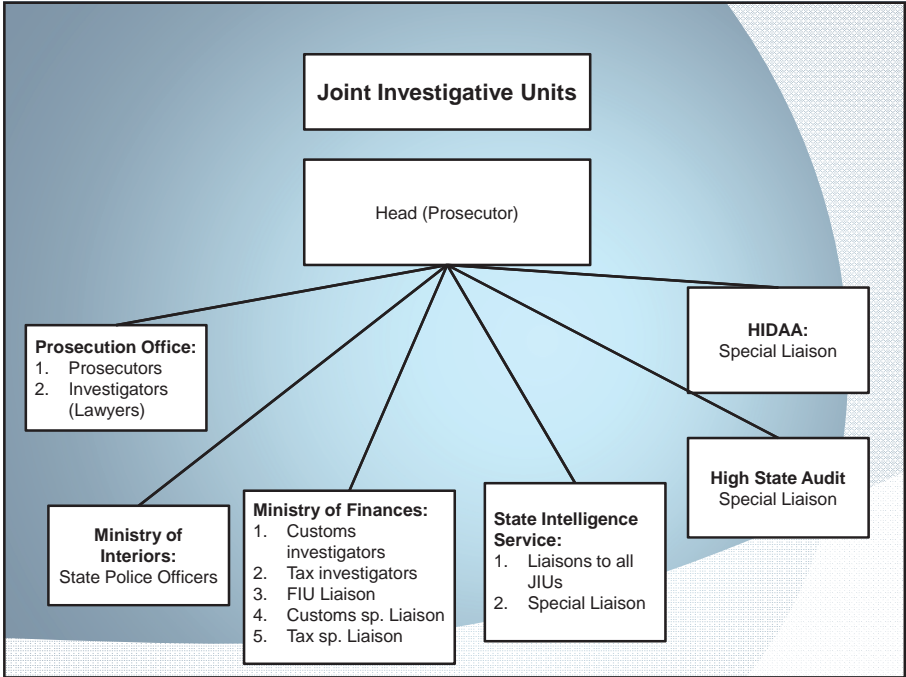 Joint Investigative Units
Head (Prosecutor)
Prosecution Office:
1. Prosecutors
2. Investigators
(Lawyers)
Ministry of
Interiors:
State Police Officers
Ministry of Finances:
1. Customs
investigators
2. Tax investigators
3. FIU Liaison
4. Customs sp. Liaison
5. Tax sp. Liaison
State Intelligence
Service:
1. Liaisons to all
JIUs
2. Special Liaison
High State Audit
Special Liaison
HIDAA:
Special Liaison